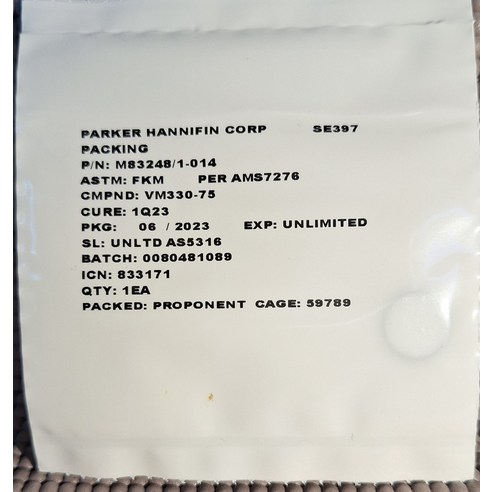 PARKER HANNIFIN CORP SE397
PACKING
P/N: M83248/1-014
ASTM: FKM PER AMS7276
CMPND: VM330-75
CURE: 1Q23
PKG: 06 / 2023 EXP: UNLIMITED
SL: UNLTD AS5316
BATCH: 0080481089
ICN: 833171
QTY: 1EA
PACKED: PROPONENT CAGE: 59789